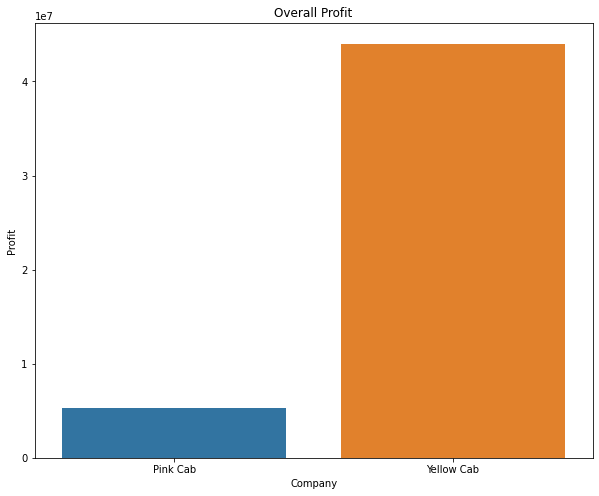 Overall Profit
1e7
4
3
2
1
0
Profit
Pink Cab
Yellow Cab
Company